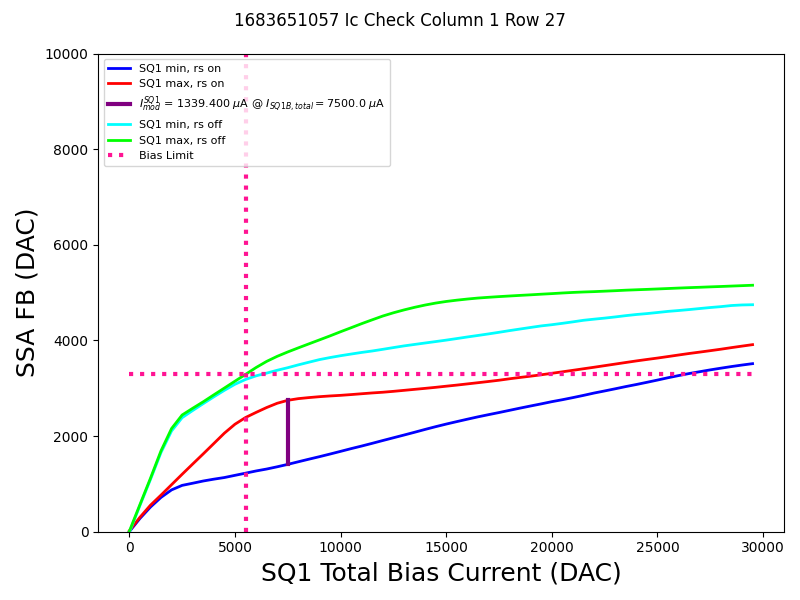 1683651057 Ic Check Column 1 Row 27
10000
8000
6000
4000
2000
0
SSA FB (DAC)
SQ1 min, rs on
SQ1 max, rs on
I_{mod}^{SQ1} = 1339.400 μA @ I_{SQ1B,total} = 7500.0 μA
SQ1 min, rs off
SQ1 max, rs off
Bias Limit
0 5000 10000 15000 20000 25000 30000
SQ1 Total Bias Current (DAC)